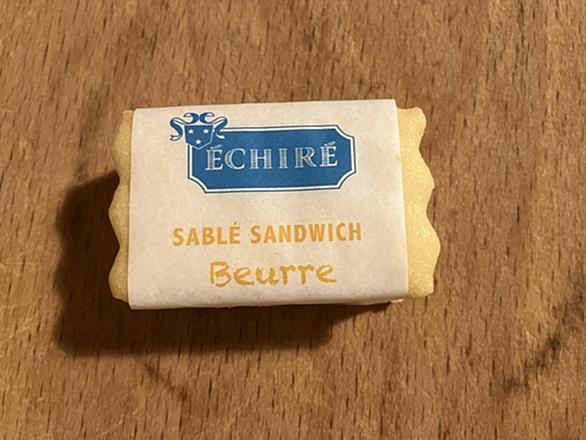 ÉCHIRÉ
SABLÉ SANDWICH
Beurre